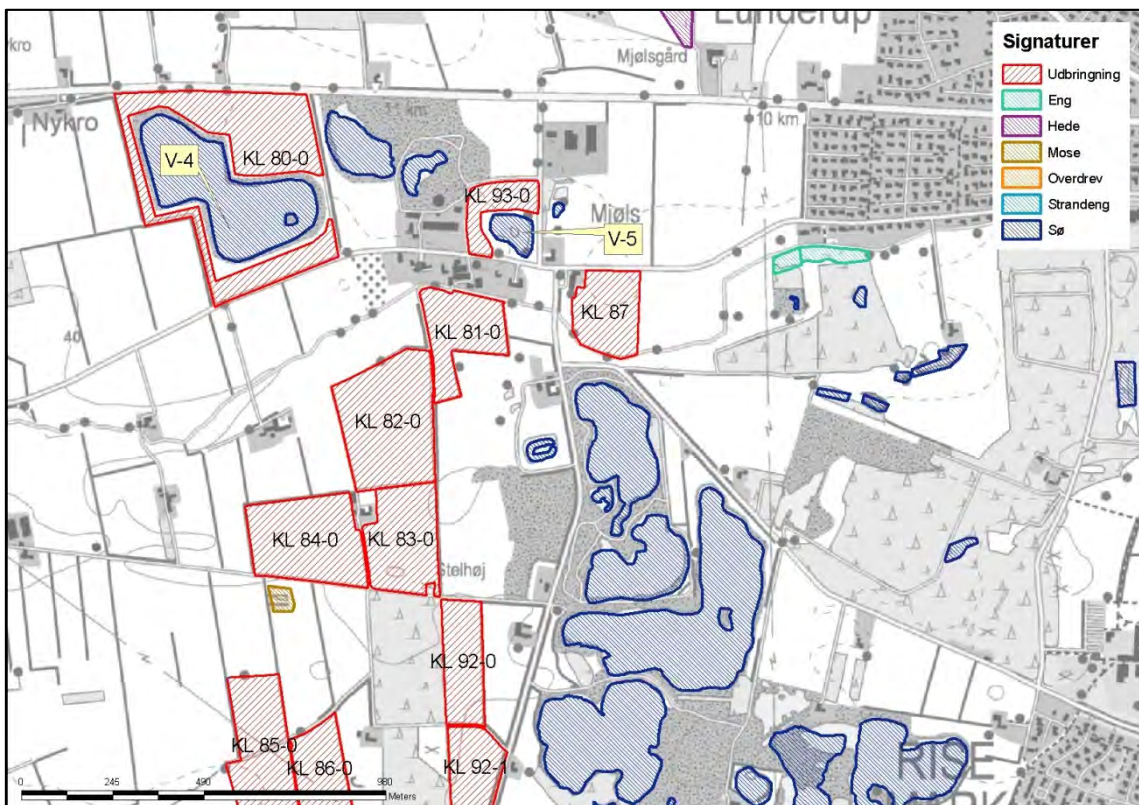 Lunderup
Signaturer
Udbringning
Eng
Hede
Mose
Overdrev
Strandeng
Sø
Mjølsgård
Nykro
km
10 km
V-4
KL 80-0
KL 93-0
Mjøls
V-5
KL 87
KL 81-0
40
KL 82-0
KL 84-0
KL 83-0
Stelhøj
KL 92-0
KL 85-0
KL 86-0
KL 92-1
RISE
0 245 490 980
Meters